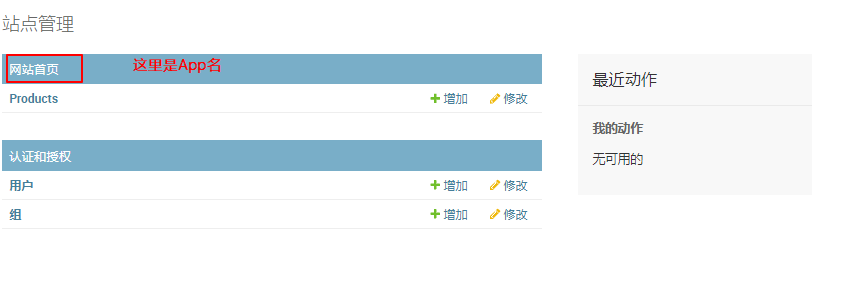 站点管理
网站首页 这里是App名
Products 增加 修改
认证和授权
用户 增加 修改
组 增加 修改
最近动作
我的动作
无可用的